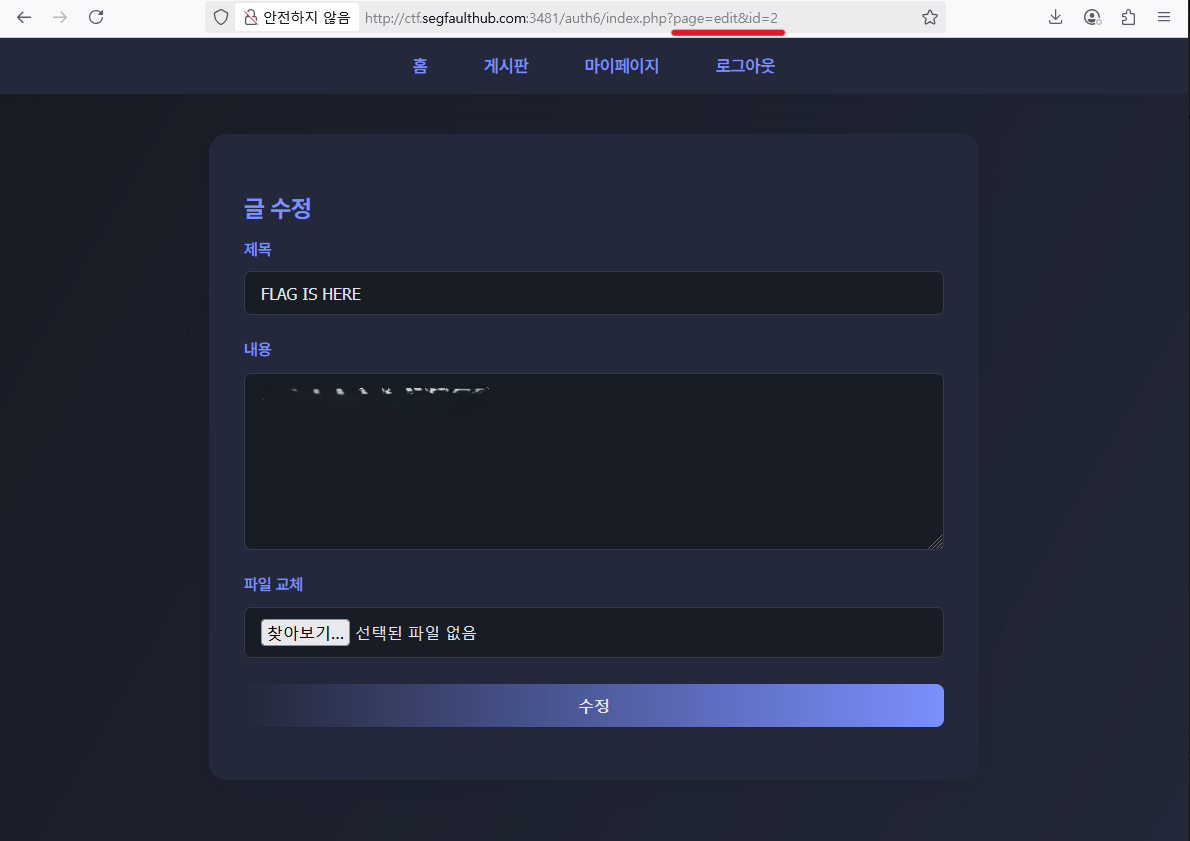 안전하지 않음 http://ctf.segfaulthub.com:3481/auth6/index.php?page=edit&id=2
홈 게시판 마이페이지 로그아웃
글 수정
제목
FLAG IS HERE
내용
파일 교체
찾아보기... 선택된 파일 없음
수정